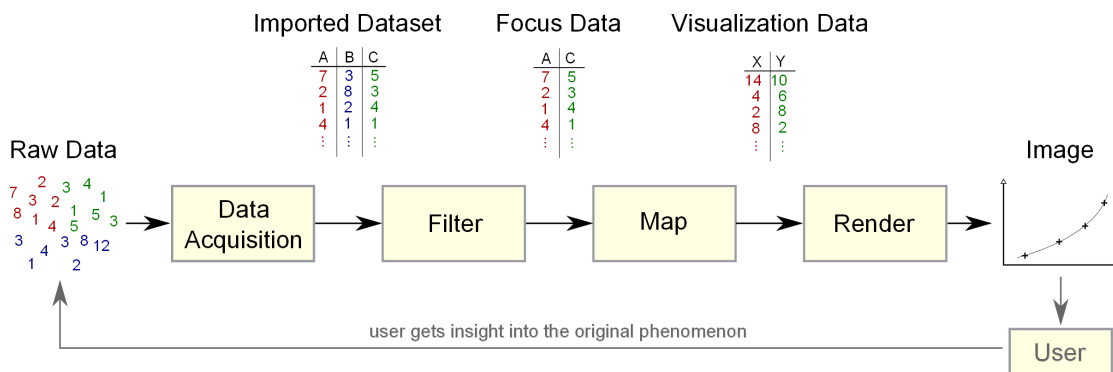 Imported Dataset
Focus Data
Visualization Data
A B C
7 3 5
2 8 3
1 2 4
4 1 1
⋮ ⋮ ⋮
A C
7 5
2 3
1 4
4 1
⋮ ⋮
X Y
14 10
4 6
2 8
8 2
⋮ ⋮
Raw Data
Image
7 2 3 4 1
3 2
8 1 4 1 5 3
5
3 4 3 8 12
1 2
Data
Acquisition
Filter
Map
Render
user gets insight into the original phenomenon
User